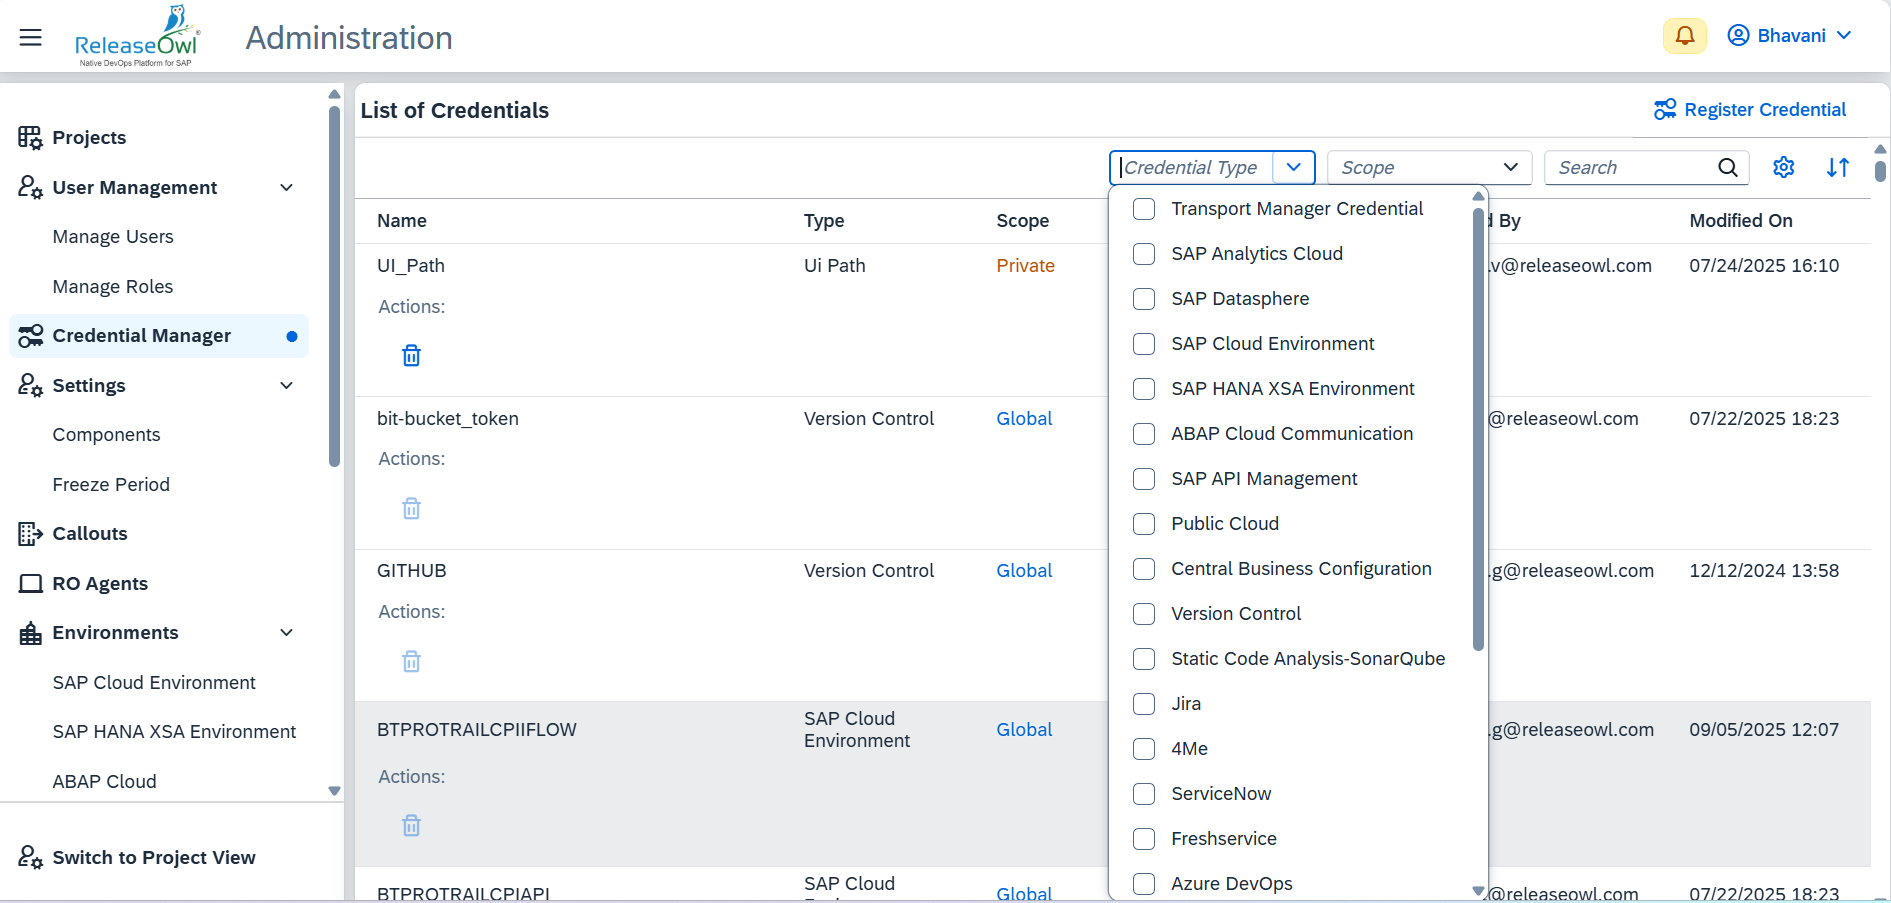 ReleaseOwl
Native DevOps Platform for SAP
Administration
Bhavani
Projects
User Management
Manage Users
Manage Roles
Credential Manager
Settings
Components
Freeze Period
Callouts
RO Agents
Environments
SAP Cloud Environment
SAP HANA XSA Environment
ABAP Cloud
Switch to Project View
List of Credentials
Register Credential
Credential Type
Scope
Search
Name Type Scope d By Modified On
UI_Path Ui Path Private .v@releaseowl.com 07/24/2025 16:10
Actions:
bit-bucket_token Version Control Global @releaseowl.com 07/22/2025 18:23
Actions:
GITHUB Version Control Global .g@releaseowl.com 12/12/2024 13:58
Actions:
BTPROTRAILCPIIFLOW SAP Cloud Environment Global .g@releaseowl.com 09/05/2025 12:07
Actions:
BTPROTRAILCPIAPI SAP Cloud Global @releaseowl.com 07/22/2025 18:23
Transport Manager Credential
SAP Analytics Cloud
SAP Datasphere
SAP Cloud Environment
SAP HANA XSA Environment
ABAP Cloud Communication
SAP API Management
Public Cloud
Central Business Configuration
Version Control
Static Code Analysis-SonarQube
Jira
4Me
ServiceNow
Freshservice
Azure DevOps